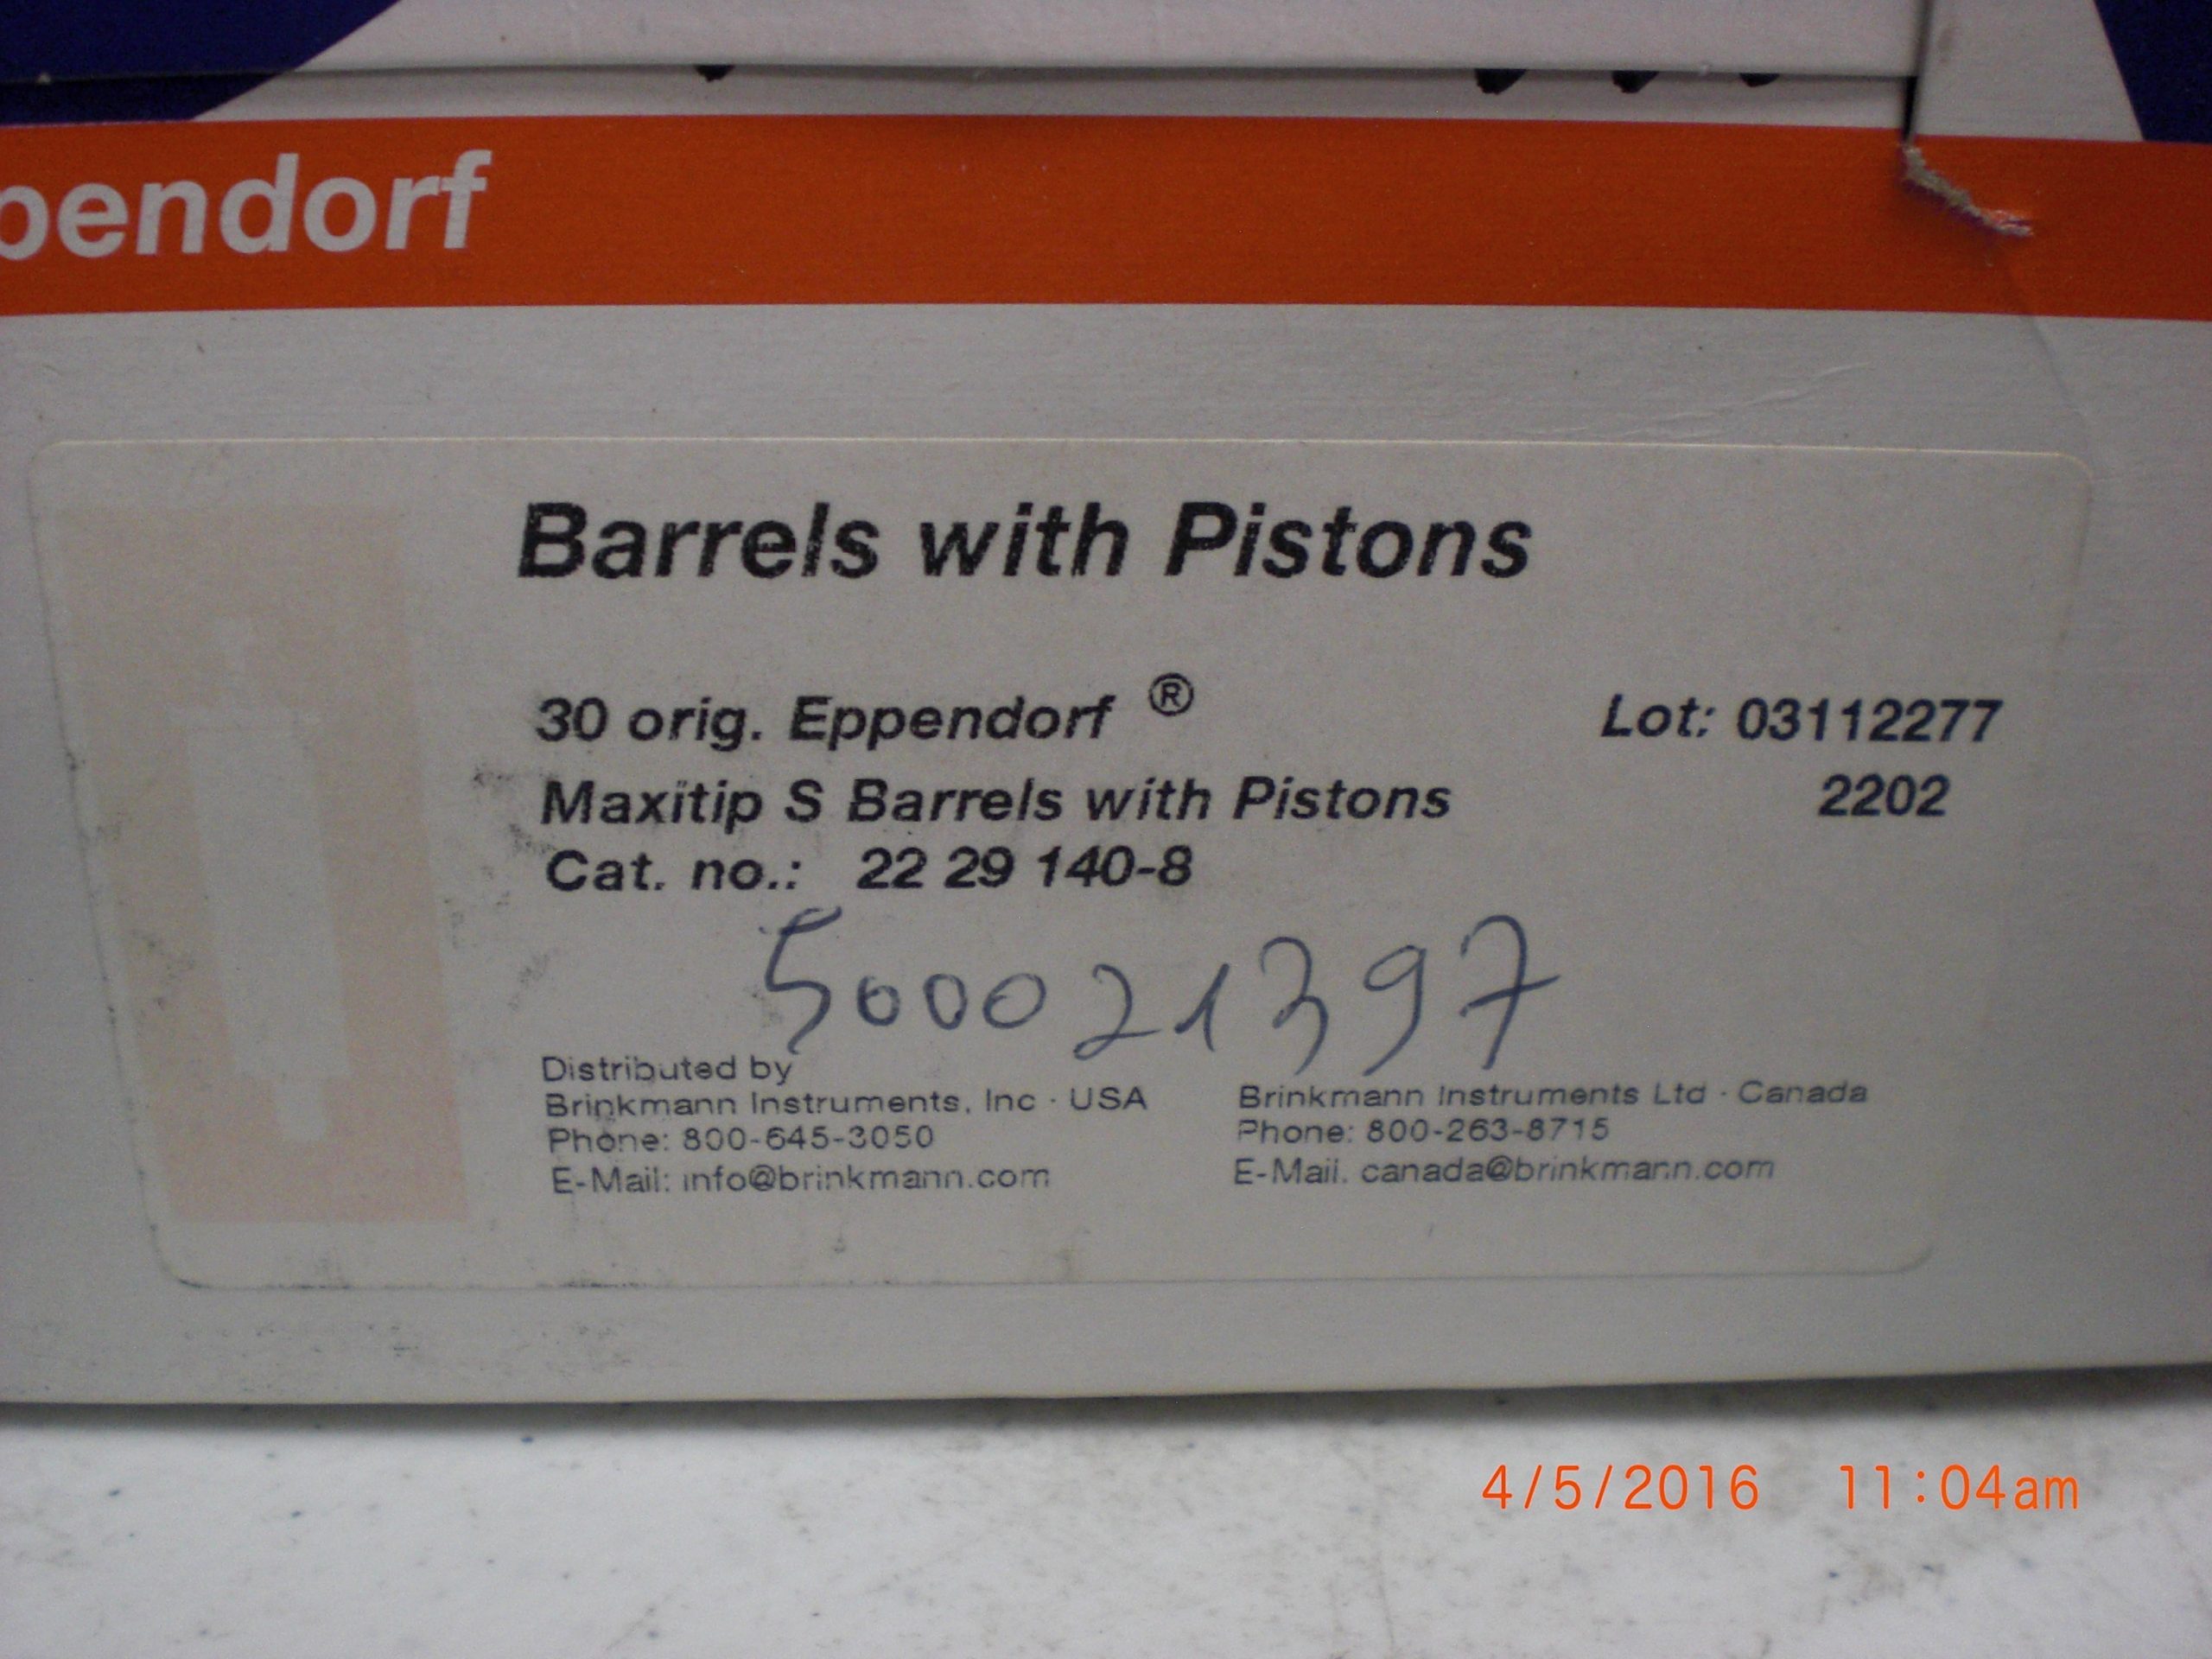 pendorf
Barrels with Pistons
30 orig. Eppendorf ®
Maxitip S Barrels with Pistons
Cat. no.: 22 29 140-8
Lot: 03112277
2202
500021397
Distributed by
Brinkmann Instruments, Inc · USA
Phone: 800-645-3050
E-Mail: info@brinkmann.com
Brinkmann Instruments Ltd · Canada
Phone: 800-263-8715
E-Mail. canada@brinkmann.com
4/5/2016 11:04am